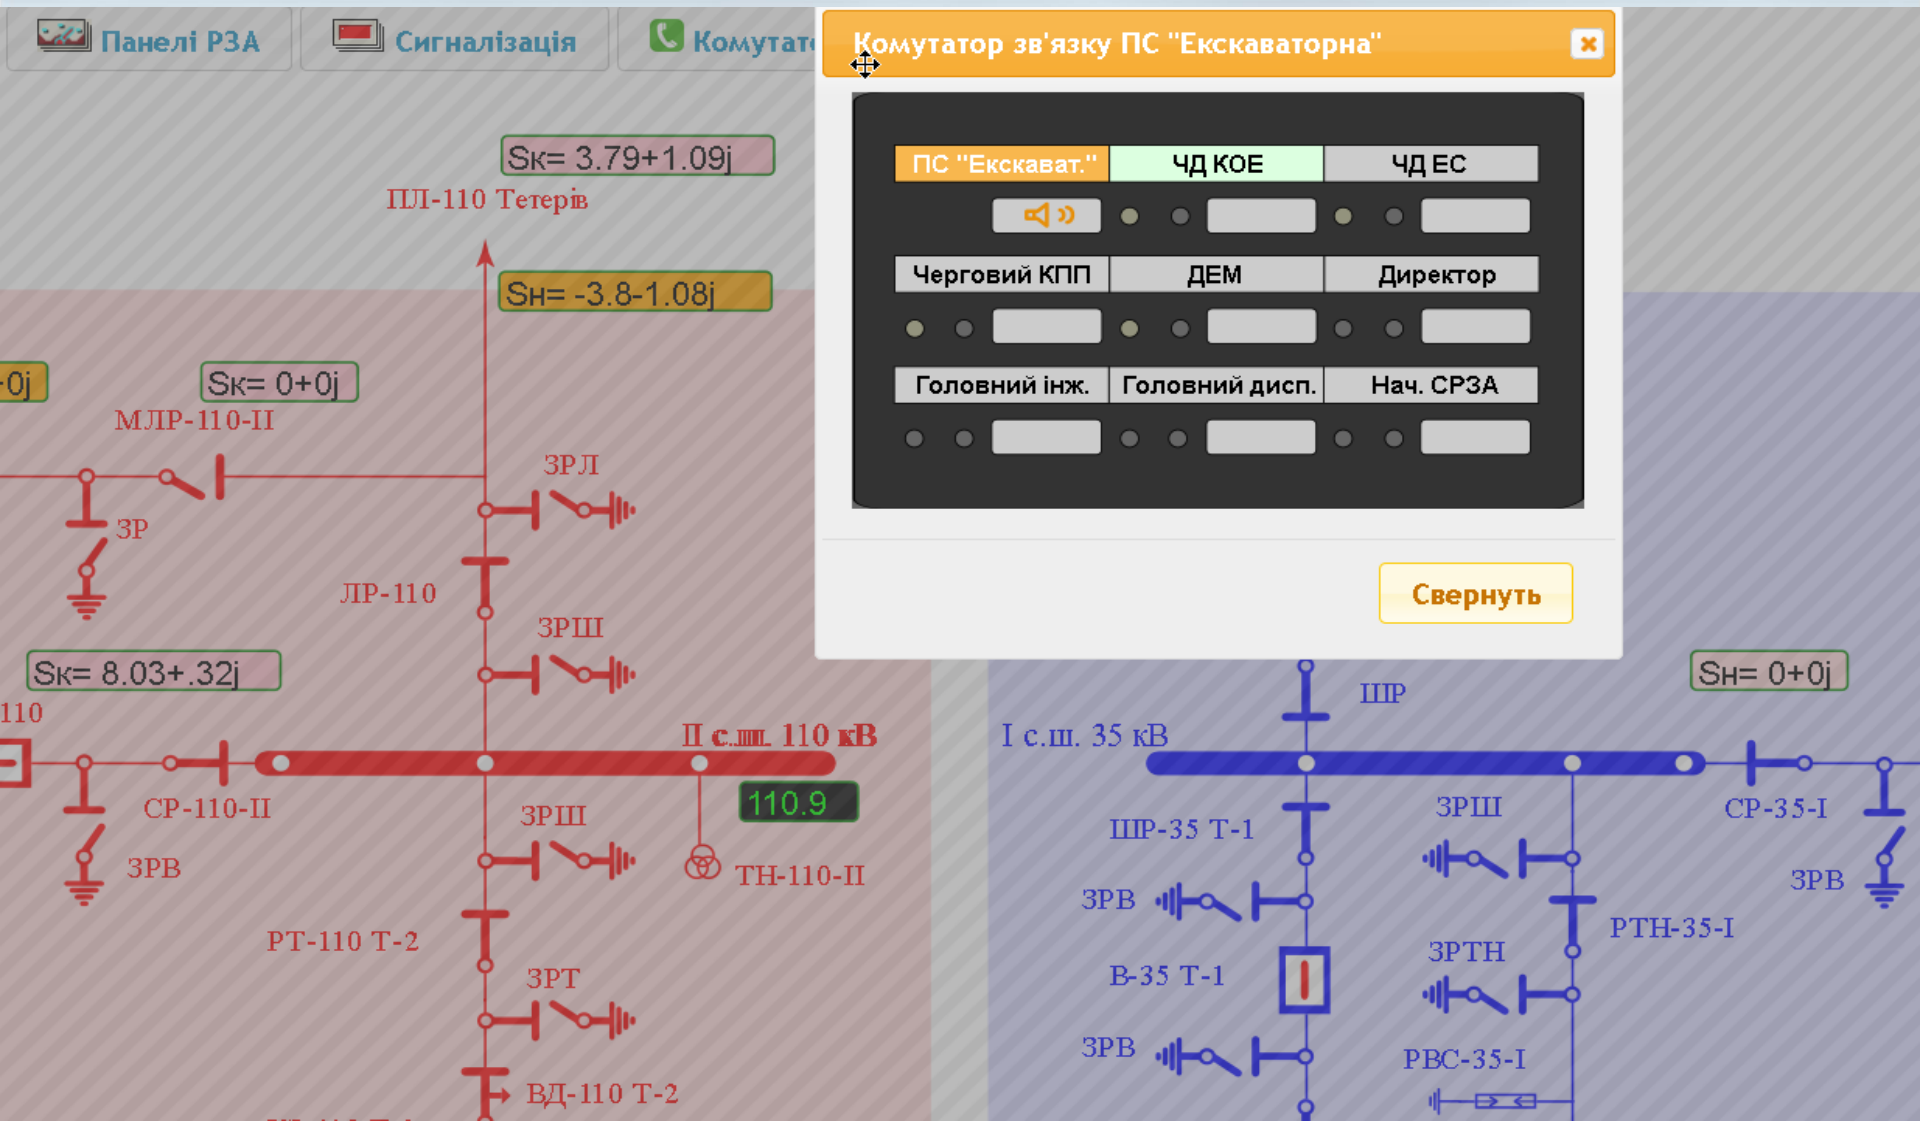 Панелі РЗА
Сигналізація
Комутато
Комутатор зв'язку ПС "Екскаваторна"
ПС "Екскават."
ЧД КОЕ
ЧД ЕС
Черговий КПП
ДЕМ
Директор
Головний інж.
Головний дисп.
Нач. СРЗА
Свернуть
Sк= 3.79+1.09j
ПЛ-110 Тетерів
Sн= -3.8-1.08j
+0j
Sк= 0+0j
МЛР-110-II
ЗРЛ
ЗР
ЛР-110
ЗРШ
Sк= 8.03+.32j
110
II с.ш. 110 кВ
СР-110-II
110.9
ЗРШ
ЗРВ
ТН-110-II
РТ-110 Т-2
ЗРТ
ВД-110 Т-2
Sн= 0+0j
ШР
I с.ш. 35 кВ
ШР-35 Т-1
ЗРШ
СР-35-I
ЗРВ
ЗРВ
РТН-35-I
ЗРТН
В-35 Т-1
ЗРВ
РВС-35-I